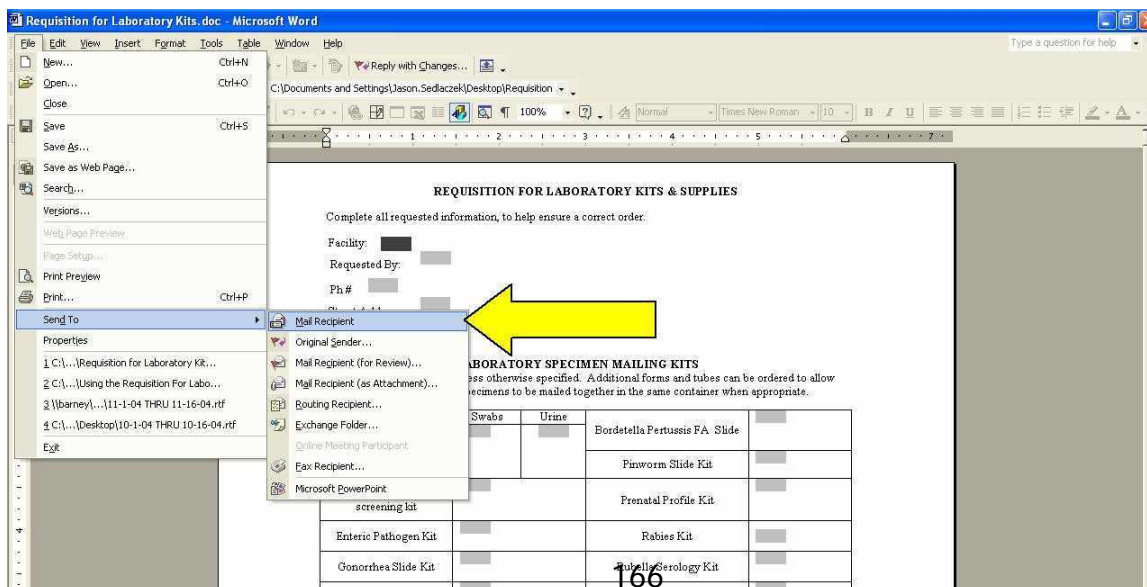 Requisition for Laboratory Kits.doc - Microsoft Word
File Edit View Insert Format Tools Table Window Help
Type a question for help
Reply with Changes...
C:\Documents and Settings\Jason.Sedlaczek\Desktop\Requisition
100%
Normal
Times New Roman
10
B I U
1 2 3 4 5 7
New... Ctrl+N
Open... Ctrl+O
Close
Save Ctrl+S
Save As...
Save as Web Page...
Search...
Versions...
Web Page Preview
Page Setup...
Print Preview
Print... Ctrl+P
Send To
Properties
1 C:\...\Requisition for Laboratory Kit...
2 C:\...\Using the Requisition For Labo...
3 \\barney\...\11-1-04 THRU 11-16-04.rtf
4 C:\...\Desktop\10-1-04 THRU 10-16-04.rtf
Exit
Mail Recipient
Original Sender...
Mail Recipient (for Review)...
Mail Recipient (as Attachment)...
Routing Recipient...
Exchange Folder...
Online Meeting Participant
Fax Recipient...
Microsoft PowerPoint
REQUISITION FOR LABORATORY KITS & SUPPLIES
Complete all requested information, to help ensure a correct order.
Facility:
Requested By:
Ph #
ABORATORY SPECIMEN MAILING KITS
ess otherwise specified. Additional forms and tubes can be ordered to allow
pecimens to be mailed together in the same container when appropriate.
Swabs Urine
Bordetella Pertussis FA Slide
Pinworm Slide Kit
screening kit
Prenatal Profile Kit
Enteric Pathogen Kit
Rabies Kit
Gonorrhea Slide Kit
Rubella Serology Kit
166
4